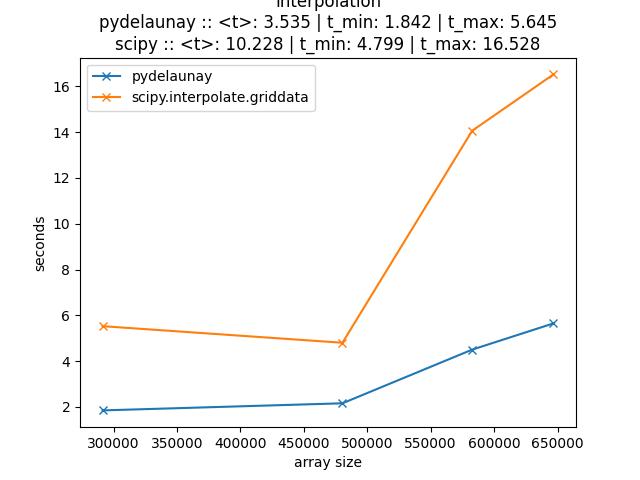 Interpolation
pydelaunay :: <t>: 3.535 | t_min: 1.842 | t_max: 5.645
scipy :: <t>: 10.228 | t_min: 4.799 | t_max: 16.528
pydelaunay
scipy.interpolate.griddata
16
14
12
10
8
6
4
2
seconds
300000 350000 400000 450000 500000 550000 600000 650000
array size